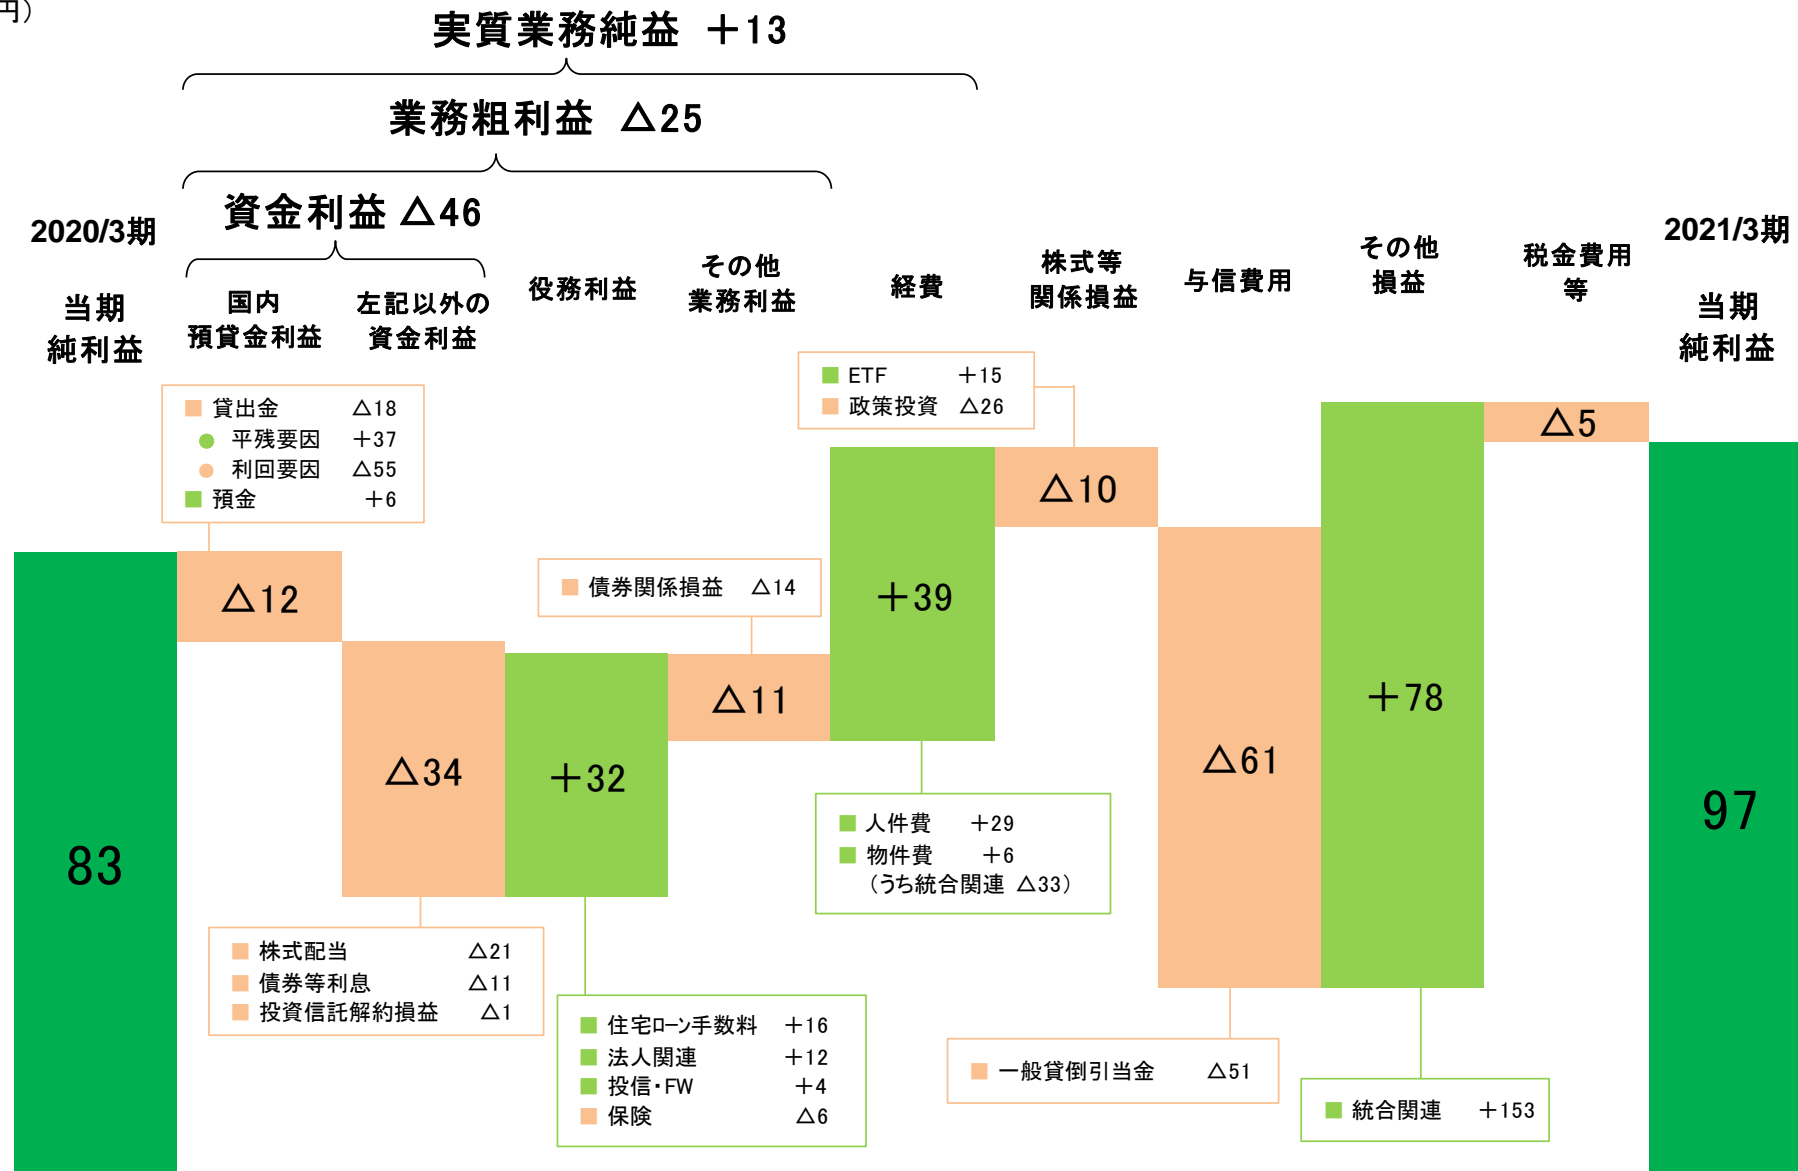 円）
実質業務純益 ＋13
業務粗利益 △25
資金利益 △46
2020/3期
当期
純利益
国内
預貸金利益
左記以外の
資金利益
役務利益
その他
業務利益
経費
株式等
関係損益
与信費用
その他
損益
税金費用
等
2021/3期
当期
純利益
貸出金 △18
平残要因 ＋37
利回要因 △55
預金 ＋6
ETF ＋15
政策投資 △26
債券関係損益 △14
83
△12
△34
＋32
△11
＋39
△10
△61
＋78
△5
97
人件費 ＋29
物件費 ＋6
（うち統合関連 △33）
株式配当 △21
債券等利息 △11
投資信託解約損益 △1
住宅ローン手数料 ＋16
法人関連 ＋12
投信・FW ＋4
保険 △6
一般貸倒引当金 △51
統合関連 ＋153